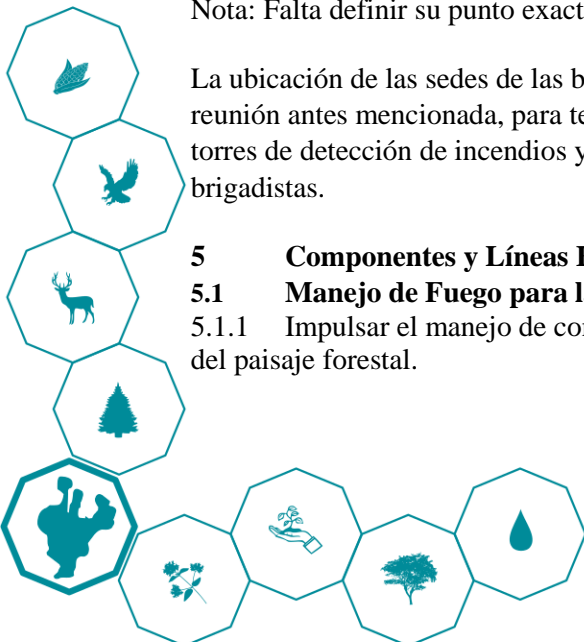 Nota: Falta definir su punto exact
La ubicación de las sedes de las b
reunión antes mencionada, para te
torres de detección de incendios y
brigadistas.
5 Componentes y Líneas
5.1 Manejo de Fuego para l
5.1.1 Impulsar el manejo de co
del paisaje forestal.